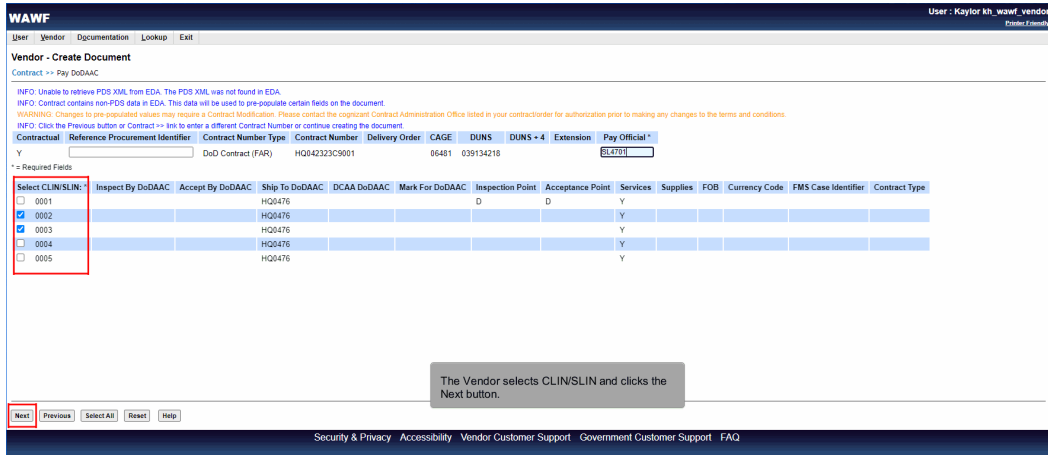 WAWF
User : Kaylor kh_wawf_vendor
Printer Friendly
User Vendor Documentation Lookup Exit
Vendor - Create Document
Contract >> Pay DoDAAC
INFO: Unable to retrieve PDS XML from EDA. The PDS XML was not found in EDA.
INFO: Contract contains non-PDS data in EDA. This data will be used to pre-populate certain fields on the document.
WARNING: Changes to pre-populated values may require a Contract Modification. Please contact the cognizant Contract Administration Office listed in your contract/order for authorization prior to making any changes to the terms and conditions.
INFO: Click the Previous button or Contract >> link to enter a different Contract Number or continue creating the document.
Contractual Reference Procurement Identifier Contract Number Type Contract Number Delivery Order CAGE DUNS DUNS + 4 Extension Pay Official *
Y DoD Contract (FAR) HQ042323C9001 06481 039134218 SL4701
* = Required Fields
Select CLIN/SLIN: * Inspect By DoDAAC Accept By DoDAAC Ship To DoDAAC DCAA DoDAAC Mark For DoDAAC Inspection Point Acceptance Point Services Supplies FOB Currency Code FMS Case Identifier Contract Type
0001 HQ0476 D D Y
0002 HQ0476 Y
0003 HQ0476 Y
0004 HQ0476 Y
0005 HQ0476 Y
The Vendor selects CLIN/SLIN and clicks the
Next button.
Next Previous Select All Reset Help
Security & Privacy Accessibility Vendor Customer Support Government Customer Support FAQ